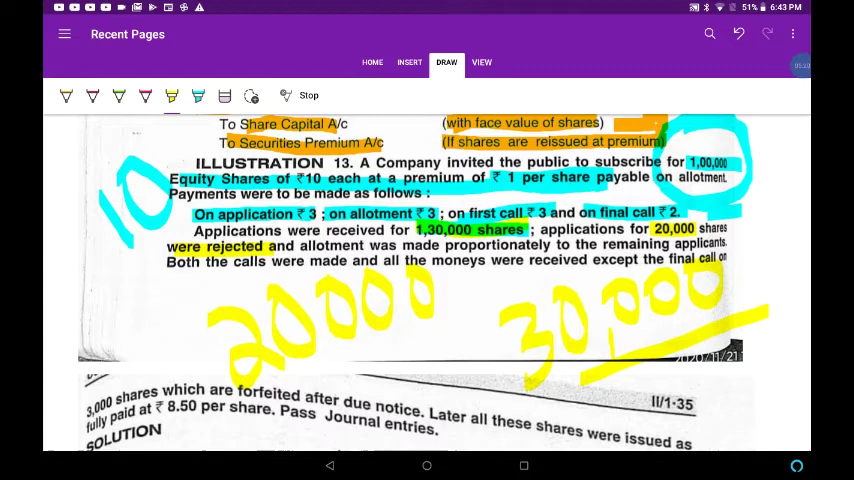 51% 6:43 PM
Recent Pages
HOME INSERT DRAW VIEW
Stop
05:20
To Share Capital A/c (with face value of shares)
To Securities Premium A/c (If shares are reissued at premium)
ILLUSTRATION 13. A Company invited the public to subscribe for 1,00,000
Equity Shares of ₹10 each at a premium of ₹ 1 per share payable on allotment.
Payments were to be made as follows :
On application ₹ 3 ; on allotment ₹ 3 ; on first call ₹ 3 and on final call ₹ 2.
Applications were received for 1,30,000 shares ; applications for 20,000 shares
were rejected and allotment was made proportionately to the remaining applicants.
Both the calls were made and all the moneys were received except the final call on
10
20000 30,000
2020/11/21
II/1·35
3,000 shares which are forfeited after due notice. Later all these shares were issued as
fully paid at ₹ 8.50 per share. Pass Journal entries.
SOLUTION